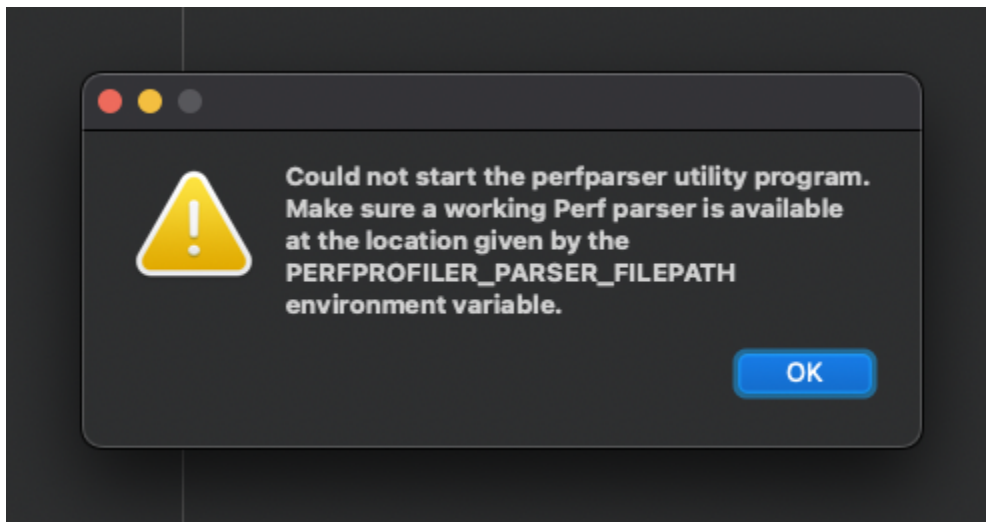 Could not start the perfparser utility program.
Make sure a working Perf parser is available
at the location given by the
PERFPROFILER_PARSER_FILEPATH
environment variable.
OK